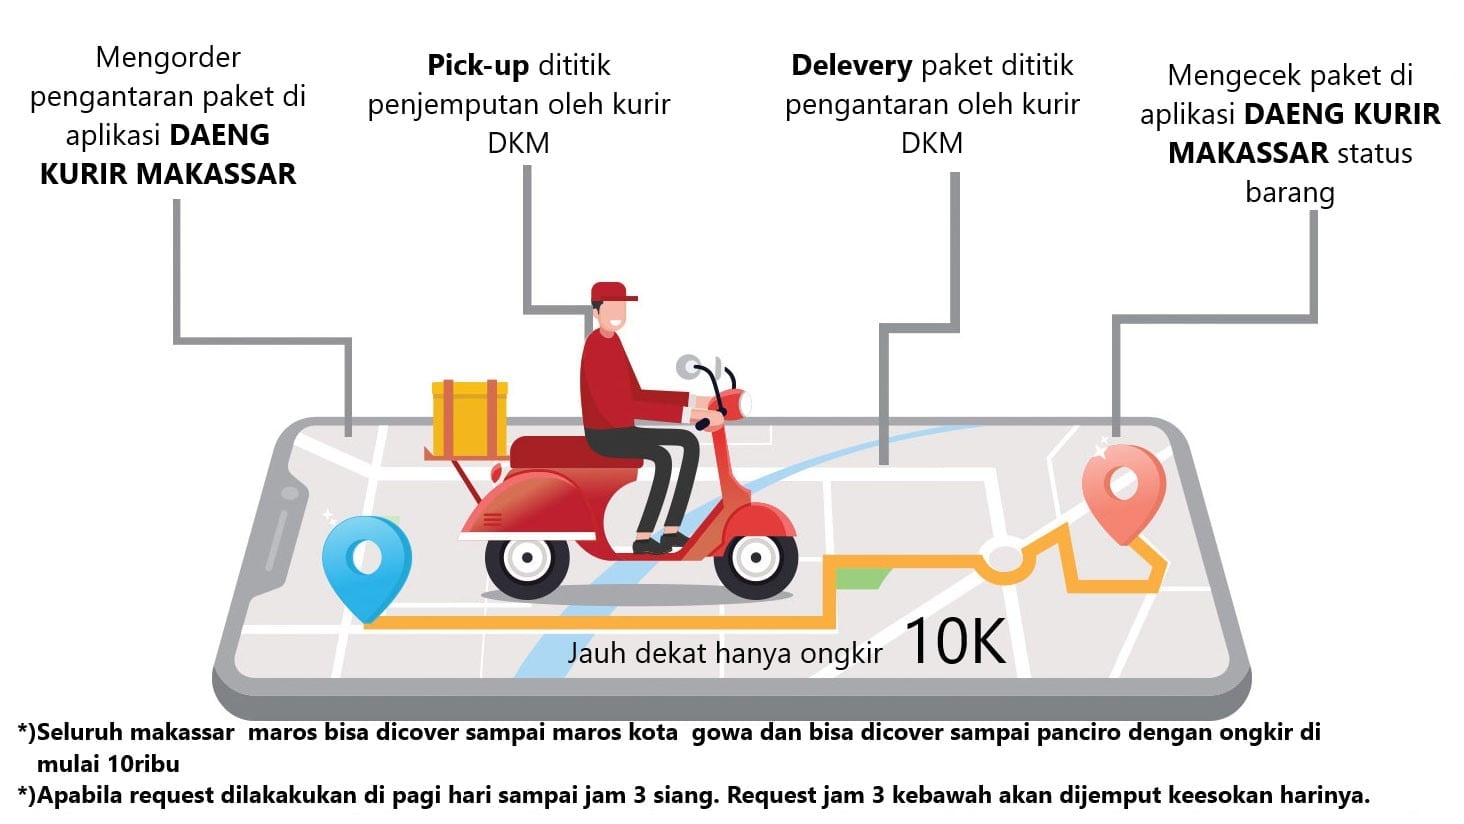 Mengorder
pengantaran paket di
aplikasi DAENG
KURIR MAKASSAR
Pick-up dititik
penjemputan oleh kurir
DKM
Delevery paket dititik
pengantaran oleh kurir
DKM
Mengecek paket di
aplikasi DAENG KURIR
MAKASSAR status
barang
Jauh dekat hanya ongkir 10K
*)Seluruh makassar maros bisa dicover sampai maros kota gowa dan bisa dicover sampai panciro dengan ongkir di
mulai 10ribu
*)Apabila request dilakakukan di pagi hari sampai jam 3 siang. Request jam 3 kebawah akan dijemput keesokan harinya.